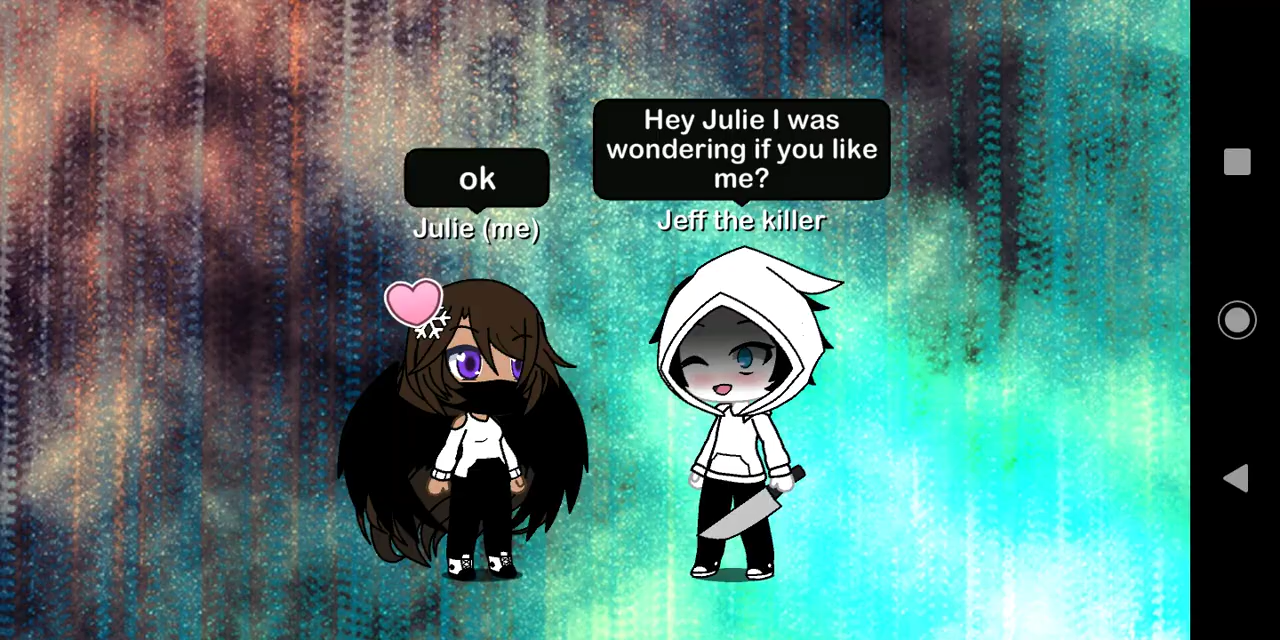 ok
Julie (me)
Hey Julie I was
wondering if you like
me?
Jeff the killer